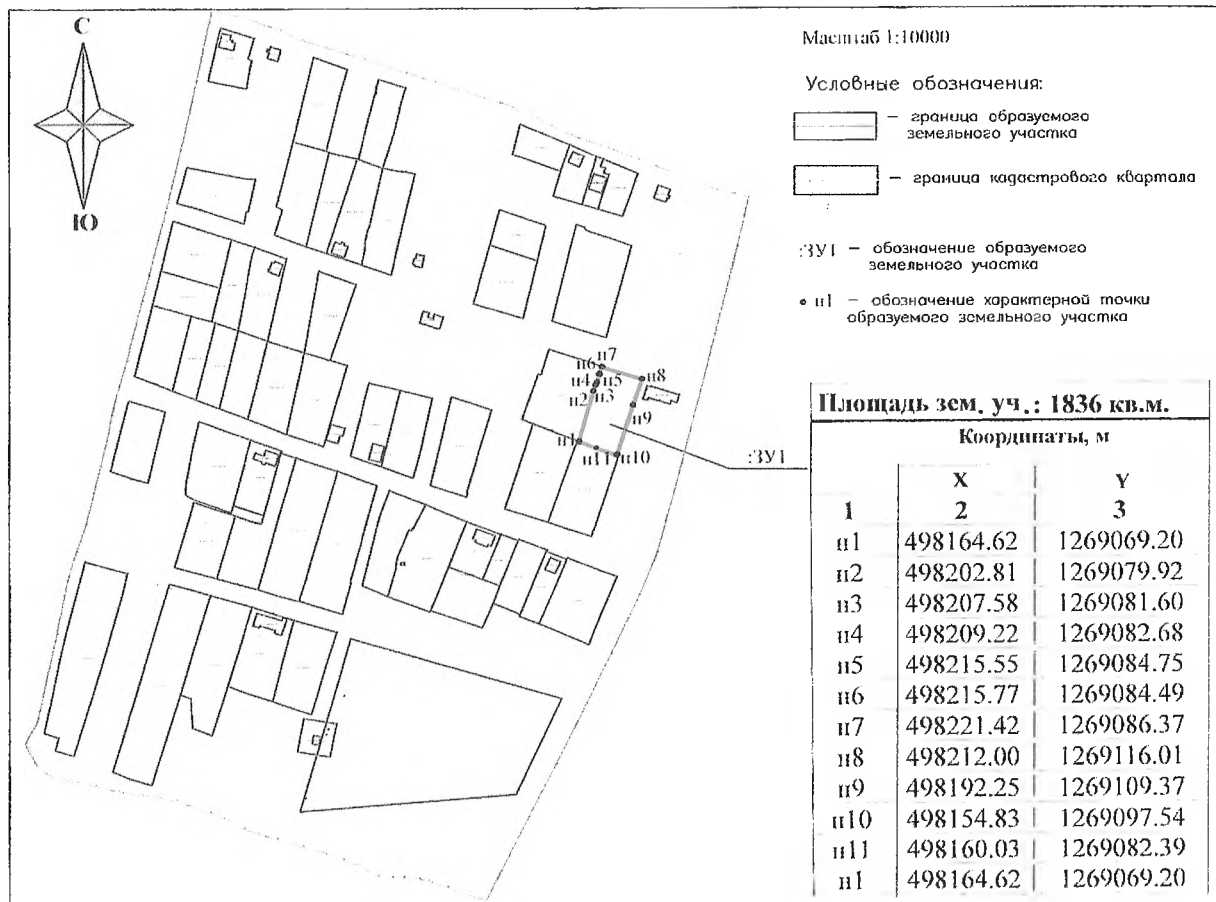 С
Ю
Масштаб 1:10000
Условные обозначения:
– граница образуемого
земельного участка
– граница кадастрового квартала
:ЗУ1 – обозначение образуемого
земельного участка
• н1 – обозначение характерной точки
образуемого земельного участка
н7
н6
н8
н4
н5
н2
н3
н9
н1
н11
н10
:ЗУ1
Площадь зем. уч.: 1836 кв.м.
Координаты, м
X Y
1 2 3
н1 498164.62 1269069.20
н2 498202.81 1269079.92
н3 498207.58 1269081.60
н4 498209.22 1269082.68
н5 498215.55 1269084.75
н6 498215.77 1269084.49
н7 498221.42 1269086.37
н8 498212.00 1269116.01
н9 498192.25 1269109.37
н10 498154.83 1269097.54
н11 498160.03 1269082.39
н1 498164.62 1269069.20